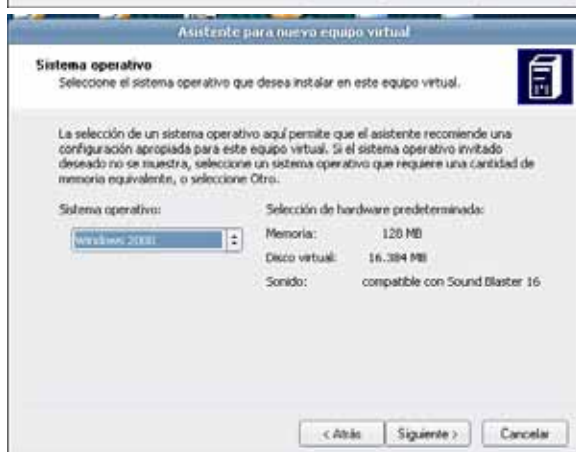 Asistente para nuevo equipo virtual
Sistema operativo
Seleccione el sistema operativo que desea instalar en este equipo virtual.
La selección de un sistema operativo aquí permite que el asistente recomiende una
configuración apropiada para este equipo virtual. Si el sistema operativo invitado
deseado no se muestra, seleccione un sistema operativo que requiere una cantidad de
memoria equivalente, o seleccione Otro.
Sistema operativo:
Windows 2000
Selección de hardware predeterminada:
Memoria: 128 MB
Disco virtual: 16.384 MB
Sonido: compatible con Sound Blaster 16
< Atrás
Siguiente >
Cancelar